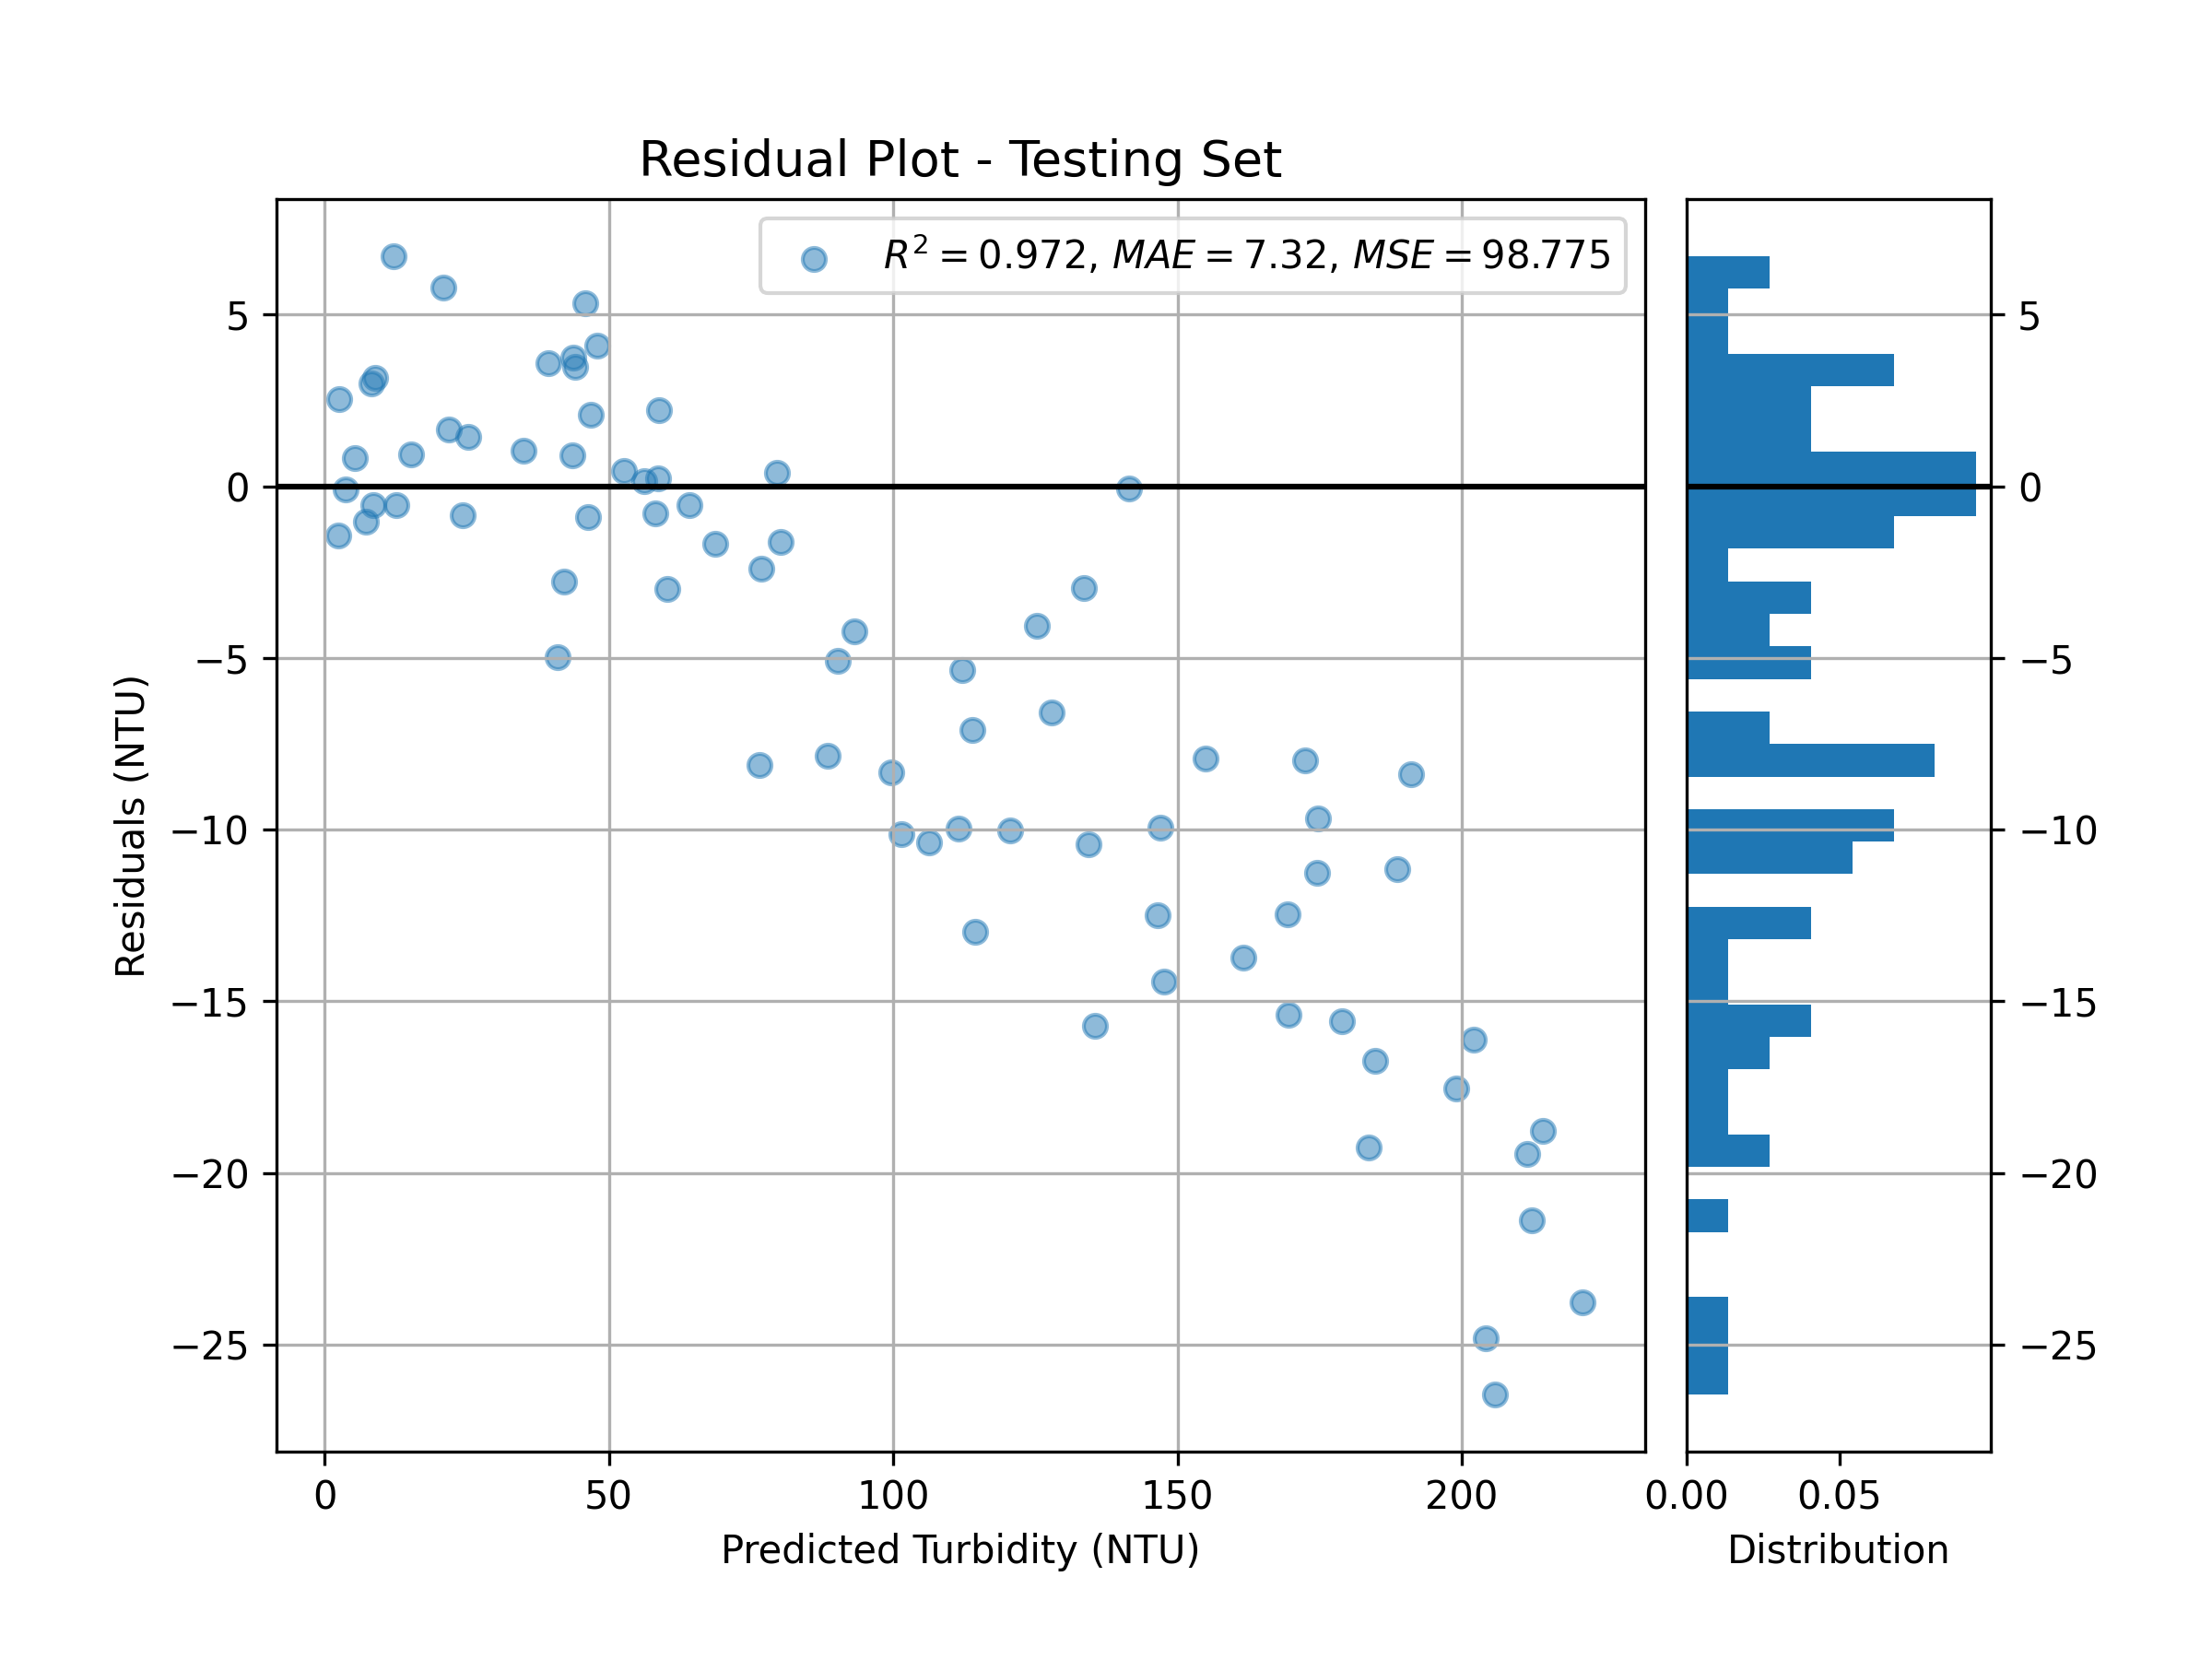 Residual Plot - Testing Set
R² = 0.972, MAE = 7.32, MSE = 98.775
Residuals (NTU)
5
0
−5
−10
−15
−20
−25
0 50 100 150 200
Predicted Turbidity (NTU)
5
0
−5
−10
−15
−20
−25
0.00 0.05
Distribution